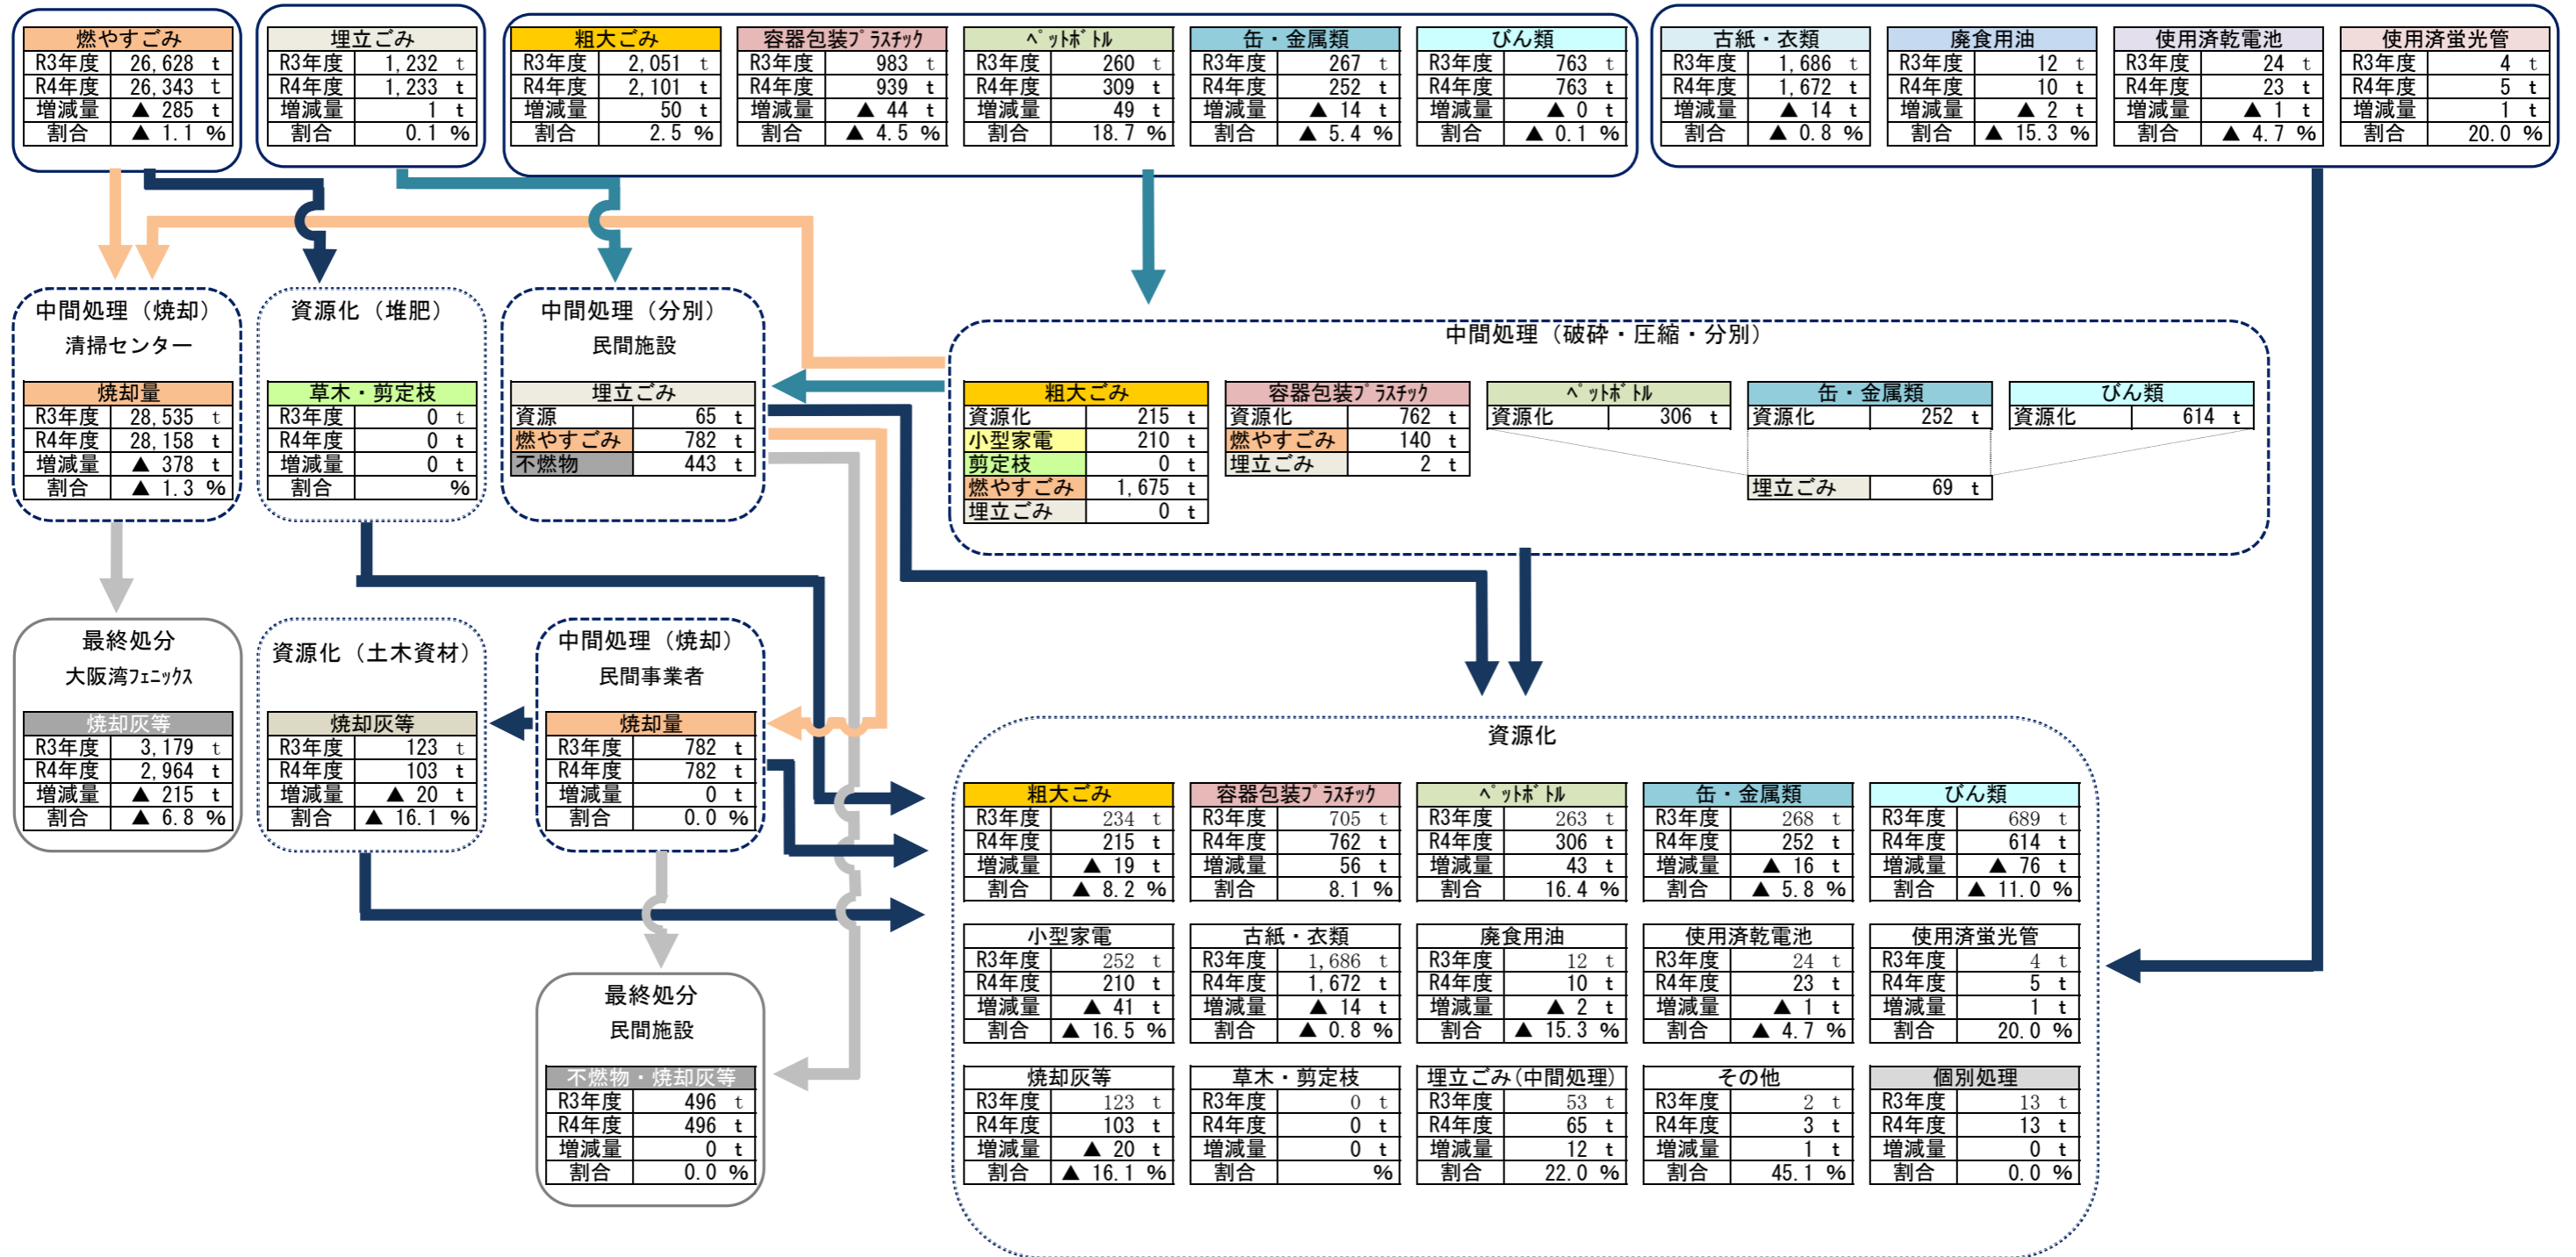 燃やすごみ
R3年度 26,628 t
R4年度 26,343 t
増減量 ▲ 285 t
割合 ▲ 1.1 %
埋立ごみ
R3年度 1,232 t
R4年度 1,233 t
増減量 1 t
割合 0.1 %
粗大ごみ
R3年度 2,051 t
R4年度 2,101 t
増減量 50 t
割合 2.5 %
容器包装ﾌﾟﾗｽﾁｯｸ
R3年度 983 t
R4年度 939 t
増減量 ▲ 44 t
割合 ▲ 4.5 %
ﾍﾟｯﾄﾎﾞﾄﾙ
R3年度 260 t
R4年度 309 t
増減量 49 t
割合 18.7 %
缶・金属類
R3年度 267 t
R4年度 252 t
増減量 ▲ 14 t
割合 ▲ 5.4 %
びん類
R3年度 763 t
R4年度 763 t
増減量 ▲ 0 t
割合 ▲ 0.1 %
古紙・衣類
R3年度 1,686 t
R4年度 1,672 t
増減量 ▲ 14 t
割合 ▲ 0.8 %
廃食用油
R3年度 12 t
R4年度 10 t
増減量 ▲ 2 t
割合 ▲ 15.3 %
使用済乾電池
R3年度 24 t
R4年度 23 t
増減量 ▲ 1 t
割合 ▲ 4.7 %
使用済蛍光管
R3年度 4 t
R4年度 5 t
増減量 1 t
割合 20.0 %
中間処理（焼却）
清掃センター
焼却量
R3年度 28,535 t
R4年度 28,158 t
増減量 ▲ 378 t
割合 ▲ 1.3 %
資源化（堆肥）
草木・剪定枝
R3年度 0 t
R4年度 0 t
増減量 0 t
割合 %
中間処理（分別）
民間施設
埋立ごみ
資源 65 t
燃やすごみ 782 t
不燃物 443 t
中間処理（破砕・圧縮・分別）
粗大ごみ
資源化 215 t
小型家電 210 t
剪定枝 0 t
燃やすごみ 1,675 t
埋立ごみ 0 t
容器包装ﾌﾟﾗｽﾁｯｸ
資源化 762 t
燃やすごみ 140 t
埋立ごみ 2 t
ﾍﾟｯﾄﾎﾞﾄﾙ
資源化 306 t
缶・金属類
資源化 252 t
びん類
資源化 614 t
埋立ごみ 69 t
最終処分
大阪湾ﾌｪﾆｯｸｽ
焼却灰等
R3年度 3,179 t
R4年度 2,964 t
増減量 ▲ 215 t
割合 ▲ 6.8 %
資源化（土木資材）
焼却灰等
R3年度 123 t
R4年度 103 t
増減量 ▲ 20 t
割合 ▲ 16.1 %
中間処理（焼却）
民間事業者
焼却量
R3年度 782 t
R4年度 782 t
増減量 0 t
割合 0.0 %
最終処分
民間施設
不燃物・焼却灰等
R3年度 496 t
R4年度 496 t
増減量 0 t
割合 0.0 %
資源化
粗大ごみ
R3年度 234 t
R4年度 215 t
増減量 ▲ 19 t
割合 ▲ 8.2 %
容器包装ﾌﾟﾗｽﾁｯｸ
R3年度 705 t
R4年度 762 t
増減量 56 t
割合 8.1 %
ﾍﾟｯﾄﾎﾞﾄﾙ
R3年度 263 t
R4年度 306 t
増減量 43 t
割合 16.4 %
缶・金属類
R3年度 268 t
R4年度 252 t
増減量 ▲ 16 t
割合 ▲ 5.8 %
びん類
R3年度 689 t
R4年度 614 t
増減量 ▲ 76 t
割合 ▲ 11.0 %
小型家電
R3年度 252 t
R4年度 210 t
増減量 ▲ 41 t
割合 ▲ 16.5 %
古紙・衣類
R3年度 1,686 t
R4年度 1,672 t
増減量 ▲ 14 t
割合 ▲ 0.8 %
廃食用油
R3年度 12 t
R4年度 10 t
増減量 ▲ 2 t
割合 ▲ 15.3 %
使用済乾電池
R3年度 24 t
R4年度 23 t
増減量 ▲ 1 t
割合 ▲ 4.7 %
使用済蛍光管
R3年度 4 t
R4年度 5 t
増減量 1 t
割合 20.0 %
焼却灰等
R3年度 123 t
R4年度 103 t
増減量 ▲ 20 t
割合 ▲ 16.1 %
草木・剪定枝
R3年度 0 t
R4年度 0 t
増減量 0 t
割合 %
埋立ごみ(中間処理)
R3年度 53 t
R4年度 65 t
増減量 12 t
割合 22.0 %
その他
R3年度 2 t
R4年度 3 t
増減量 1 t
割合 45.1 %
個別処理
R3年度 13 t
R4年度 13 t
増減量 0 t
割合 0.0 %